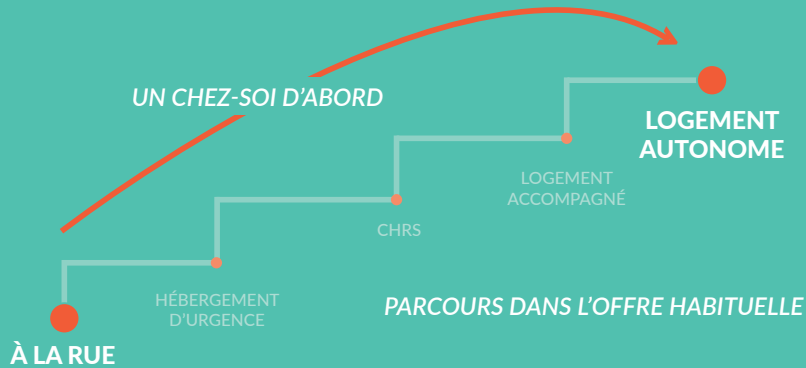 UN CHEZ-SOI D'ABORD
LOGEMENT
AUTONOME
LOGEMENT
ACCOMPAGNÉ
CHRS
HÉBERGEMENT
D'URGENCE
PARCOURS DANS L'OFFRE HABITUELLE
À LA RUE